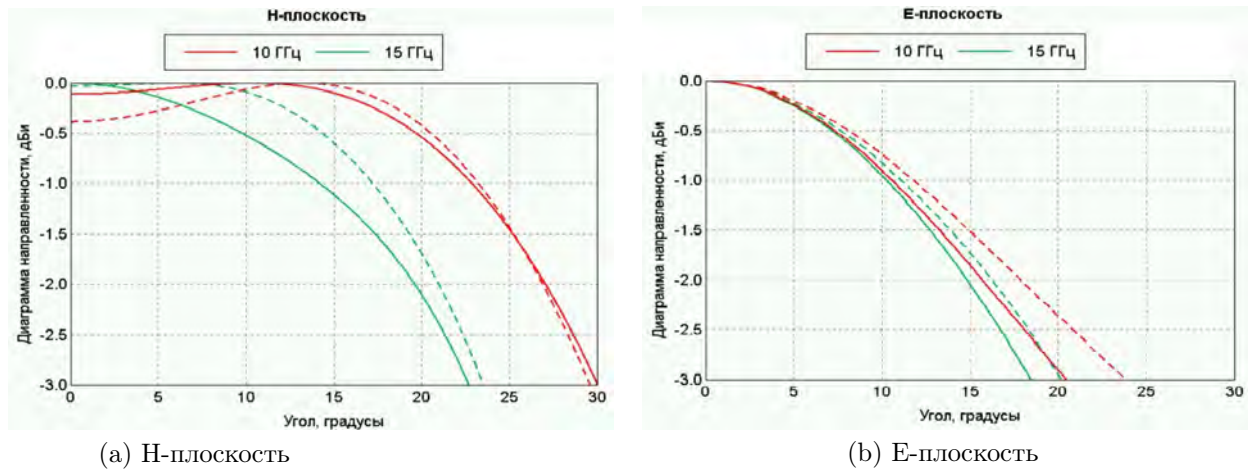 Н-плоскость
10 ГГц 15 ГГц
Диаграмма направленности, дБи
0.0
-0.5
-1.0
-1.5
-2.0
-2.5
-3.0
0 5 10 15 20 25 30
Угол, градусы
(a) Н-плоскость
Е-плоскость
10 ГГц 15 ГГц
Диаграмма направленности, дБи
0.0
-0.5
-1.0
-1.5
-2.0
-2.5
-3.0
0 5 10 15 20 25 30
Угол, градусы
(b) Е-плоскость